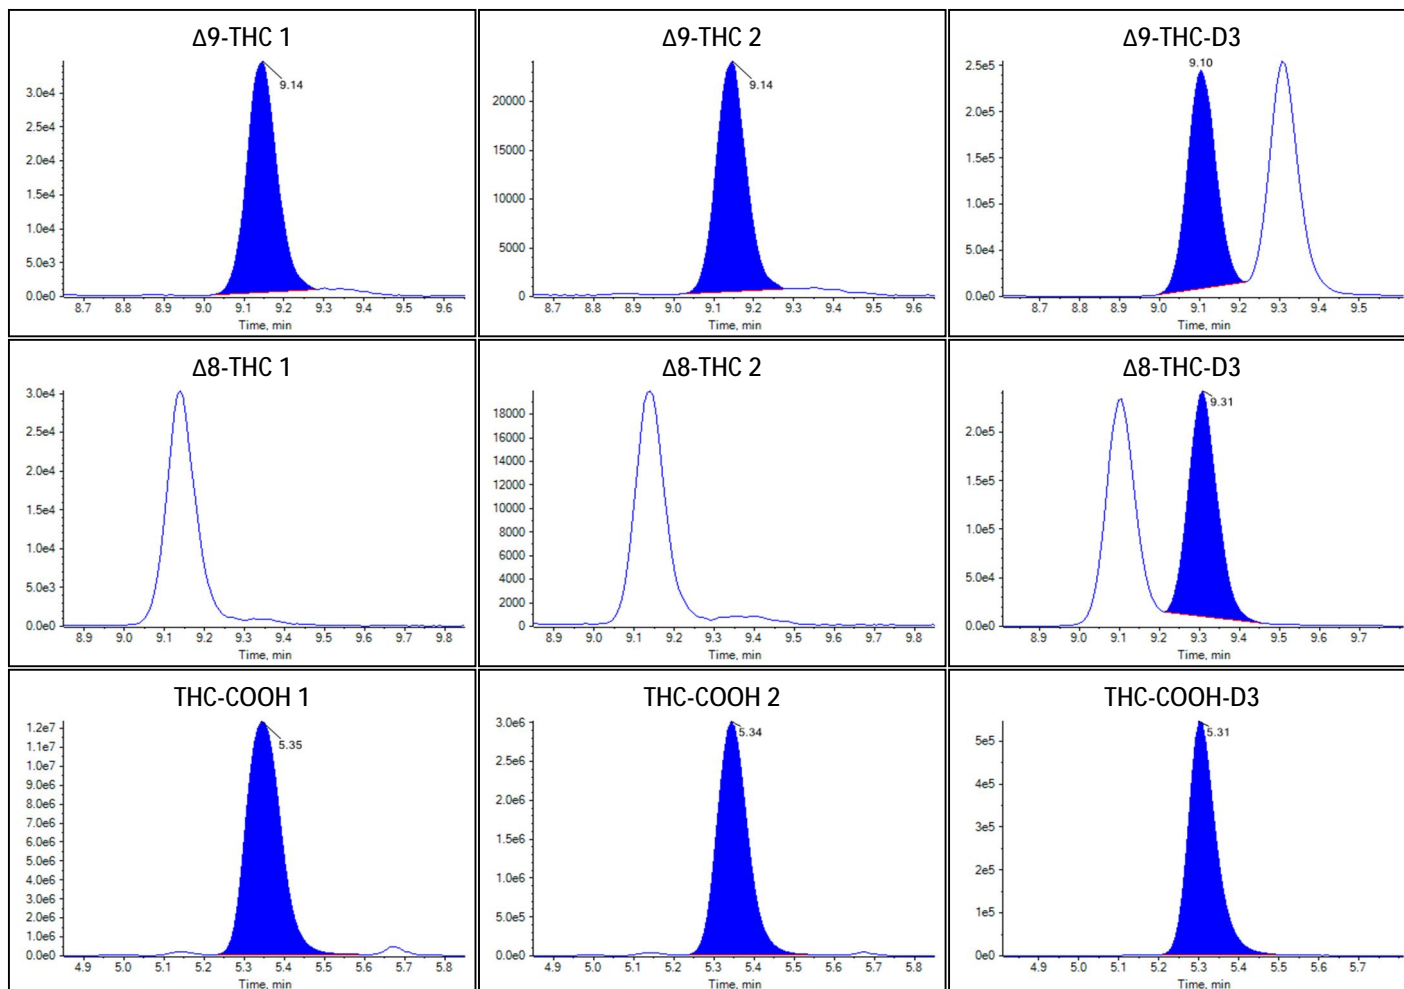 Δ9-THC 1
3.0e4
2.5e4
2.0e4
1.5e4
1.0e4
5.0e3
0.0e0
9.14
8.7 8.8 8.9 9.0 9.1 9.2 9.3 9.4 9.5 9.6
Time, min
Δ9-THC 2
20000
15000
10000
5000
0
9.14
8.7 8.8 8.9 9.0 9.1 9.2 9.3 9.4 9.5 9.6
Time, min
Δ9-THC-D3
2.5e5
2.0e5
1.5e5
1.0e5
5.0e4
0.0e0
9.10
8.7 8.8 8.9 9.0 9.1 9.2 9.3 9.4 9.5
Time, min
Δ8-THC 1
3.0e4
2.5e4
2.0e4
1.5e4
1.0e4
5.0e3
0.0e0
8.9 9.0 9.1 9.2 9.3 9.4 9.5 9.6 9.7 9.8
Time, min
Δ8-THC 2
18000
16000
14000
12000
10000
8000
6000
4000
2000
0
8.9 9.0 9.1 9.2 9.3 9.4 9.5 9.6 9.7 9.8
Time, min
Δ8-THC-D3
2.0e5
1.5e5
1.0e5
5.0e4
0.0e0
9.31
8.9 9.0 9.1 9.2 9.3 9.4 9.5 9.6 9.7
Time, min
THC-COOH 1
1.2e7
1.1e7
1.0e7
9.0e6
8.0e6
7.0e6
6.0e6
5.0e6
4.0e6
3.0e6
2.0e6
1.0e6
0.0e0
5.35
4.9 5.0 5.1 5.2 5.3 5.4 5.5 5.6 5.7 5.8
Time, min
THC-COOH 2
3.0e6
2.5e6
2.0e6
1.5e6
1.0e6
5.0e5
0.0e0
5.34
4.9 5.0 5.1 5.2 5.3 5.4 5.5 5.6 5.7 5.8
Time, min
THC-COOH-D3
5e5
4e5
3e5
2e5
1e5
0e0
5.31
4.9 5.0 5.1 5.2 5.3 5.4 5.5 5.6 5.7
Time, min